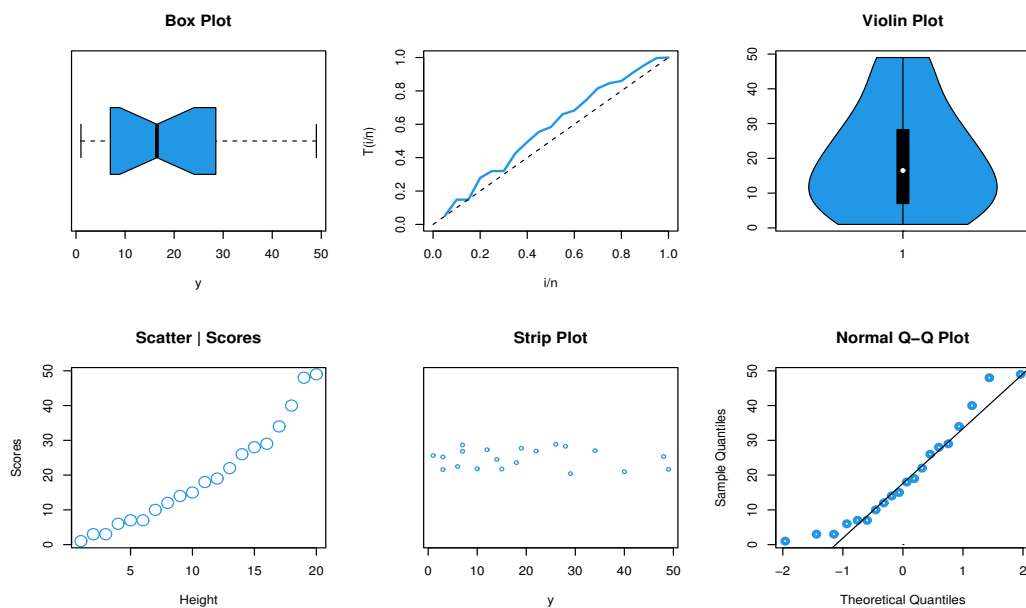 Box Plot
0 10 20 30 40 50
y
T(i/n)
0.0 0.2 0.4 0.6 0.8 1.0
0.0 0.2 0.4 0.6 0.8 1.0
i/n
Violin Plot
0 10 20 30 40 50
1
Scatter | Scores
Scores
0 10 20 30 40 50
5 10 15 20
Height
Strip Plot
0 10 20 30 40 50
y
Normal Q−Q Plot
Sample Quantiles
0 10 20 30 40 50
−2 −1 0 1 2
Theoretical Quantiles